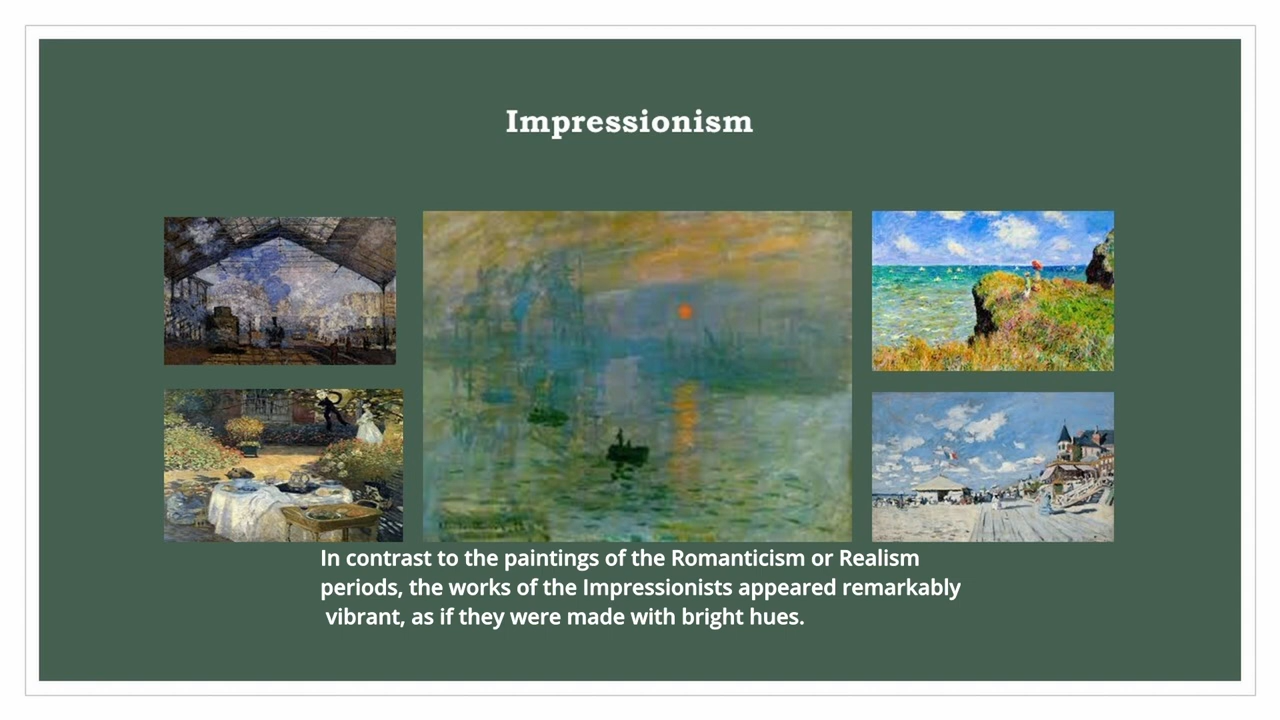 Impressionism
In contrast to the paintings of the Romanticism or Realism
periods, the works of the Impressionists appeared remarkably
vibrant, as if they were made with bright hues.